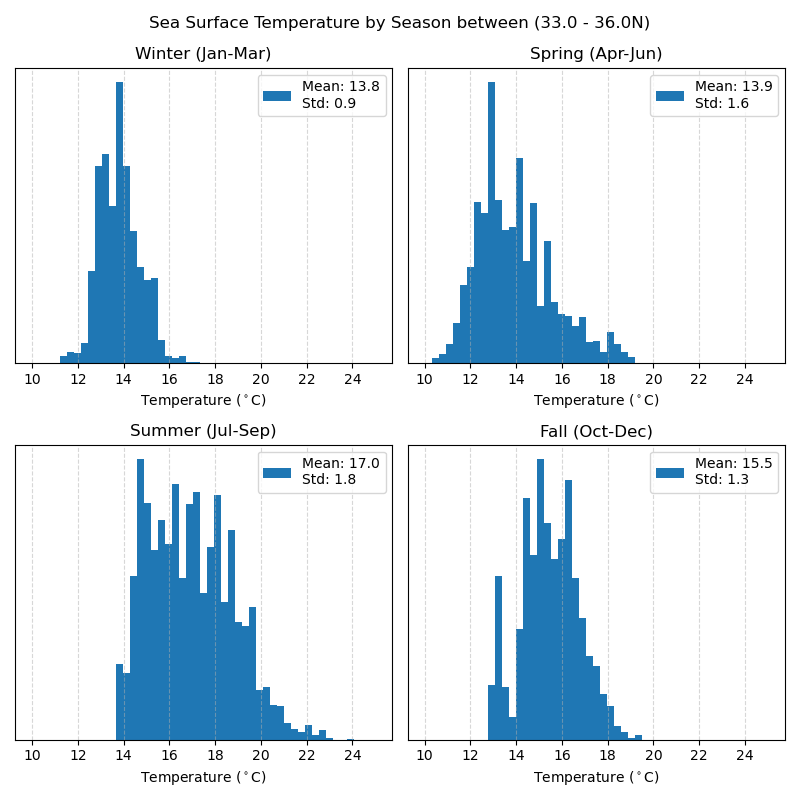 Sea Surface Temperature by Season between (33.0 - 36.0N)
Winter (Jan-Mar)
Mean: 13.8
Std: 0.9
10 12 14 16 18 20 22 24
Temperature (°C)
Spring (Apr-Jun)
Mean: 13.9
Std: 1.6
10 12 14 16 18 20 22 24
Temperature (°C)
Summer (Jul-Sep)
Mean: 17.0
Std: 1.8
10 12 14 16 18 20 22 24
Temperature (°C)
Fall (Oct-Dec)
Mean: 15.5
Std: 1.3
10 12 14 16 18 20 22 24
Temperature (°C)